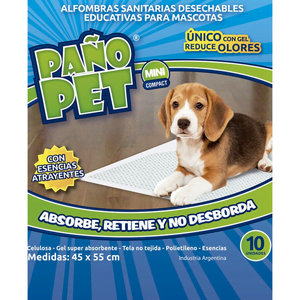 ALFOMBRAS SANITARIAS DESECHABLES
EDUCATIVAS PARA MASCOTAS
PAÑO
PET
®
MINI
COMPACT
ÚNICO CON GEL
REDUCE OLORES
CON
ESENCIAS
ATRAYENTES
ABSORBE, RETIENE Y NO DESBORDA
Celulosa - Gel super absorbente - Tela no tejida - Polietileno - Esencias
Medidas: 45 x 55 cm
Industria Argentina
10
UNIDADES